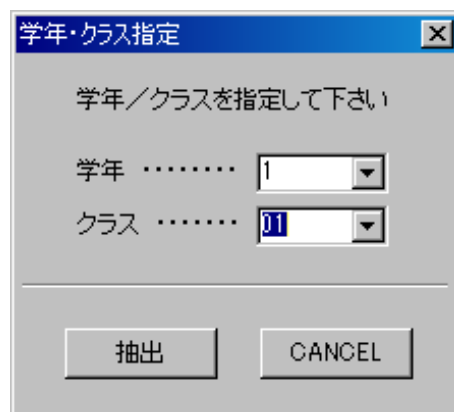 学年・クラス指定
学年／クラスを指定して下さい
学年 ‥‥‥‥ 1
クラス ‥‥‥‥ 01
抽出 CANCEL